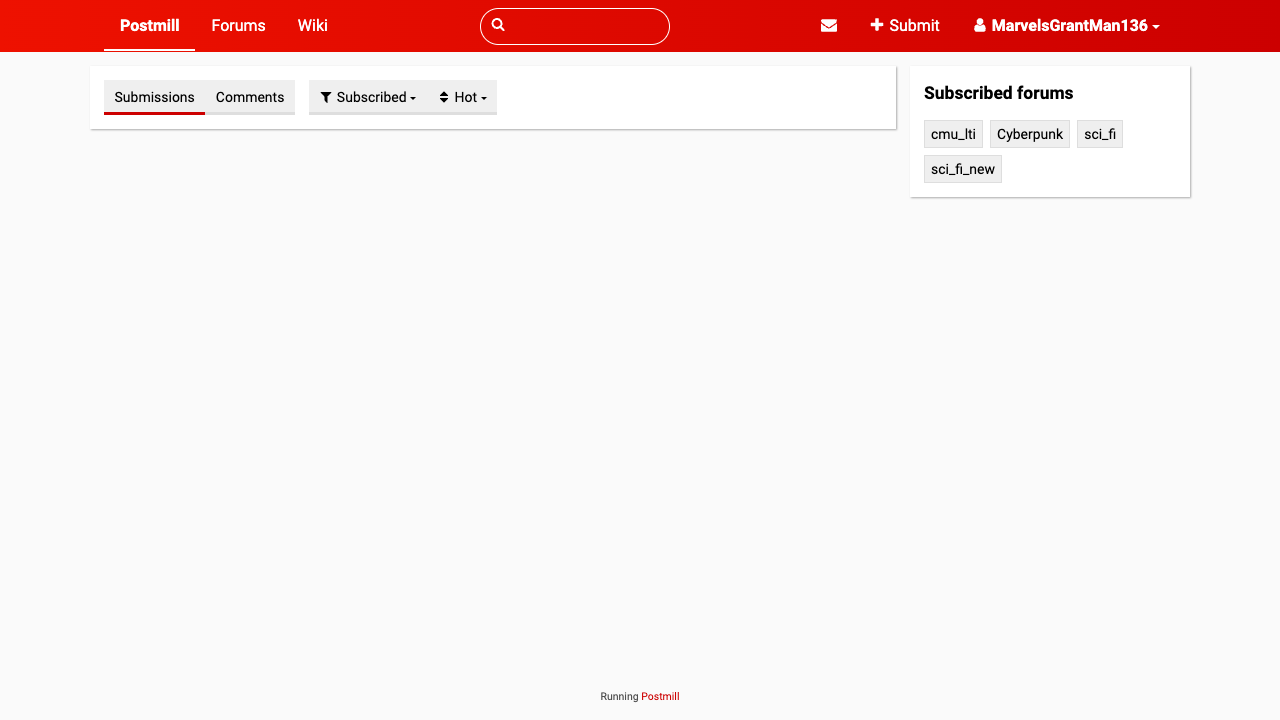 Postmill Forums Wiki Submit MarvelsGrantMan136
Submissions Comments Subscribed Hot
Subscribed forums
cmu_lti Cyberpunk sci_fi
sci_fi_new
Running Postmill